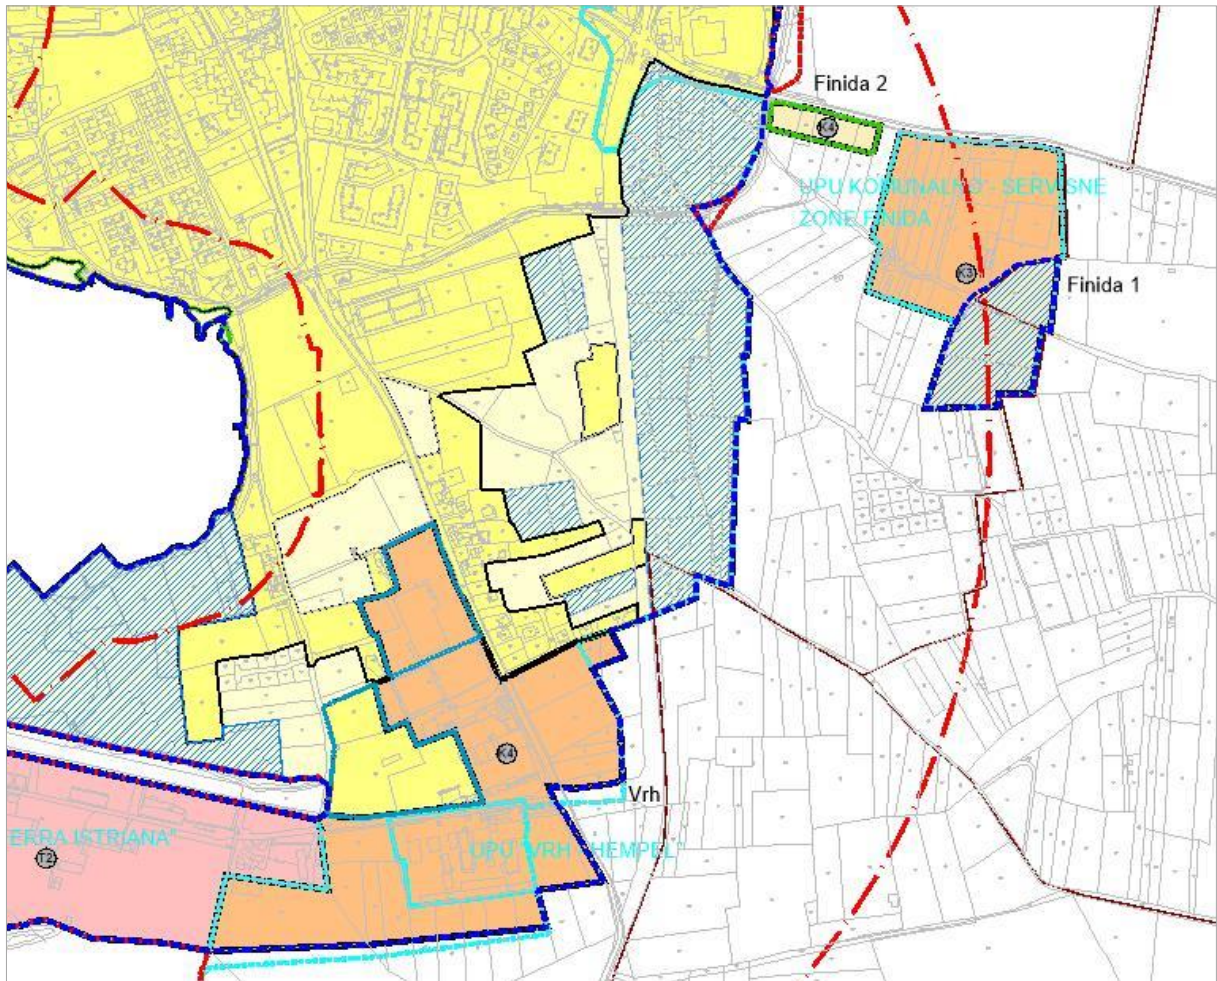 Finida 2
K4
UPU KOMUNALNO - SERVISNE
ZONE FINIDA
K3
Finida 1
K4
Vrh
ERRA ISTRIANA"
UPU "VRH - HEMPEL"
T2